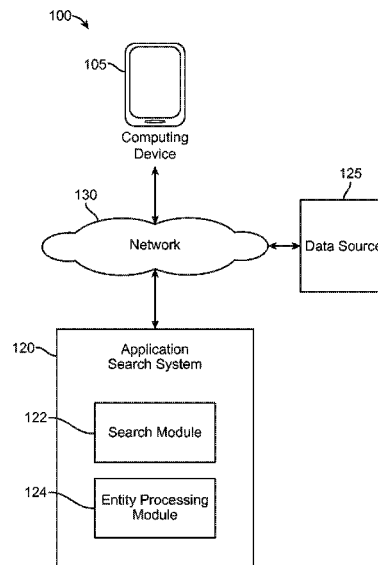 100
105
Computing
Device
125
130
Network
Data Source
120
Application
Search System
122
Search Module
124
Entity Processing
Module